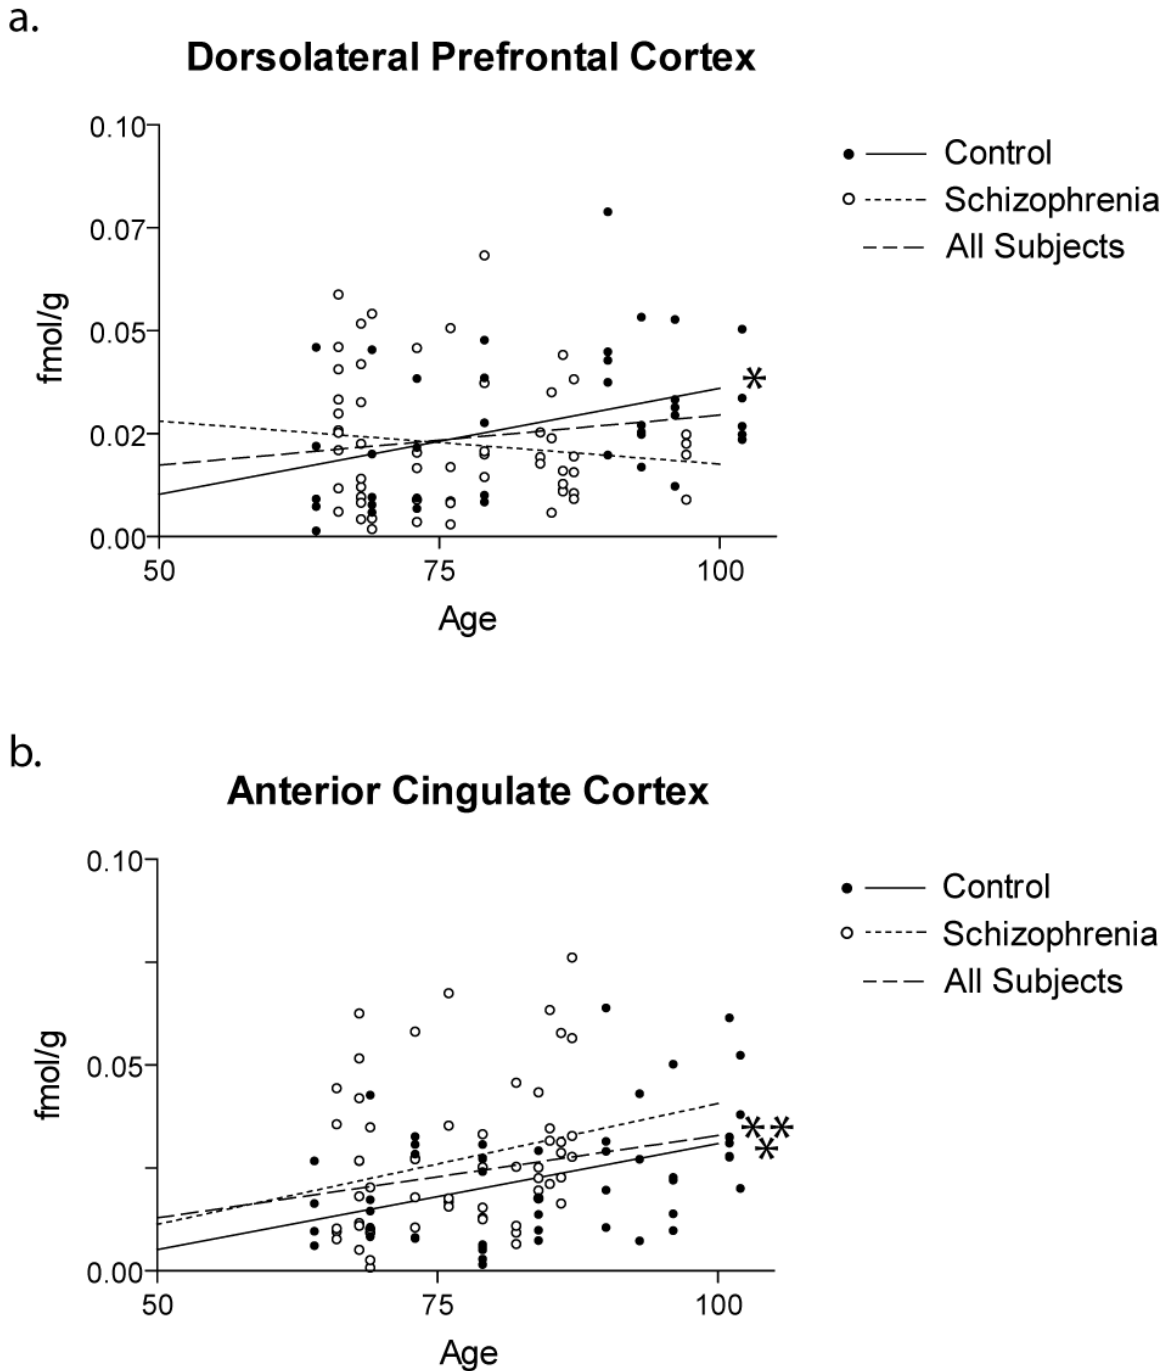 a.
Dorsolateral Prefrontal Cortex
0.10
0.07
0.05
0.02
0.00
fmol/g
50 75 100
Age
Control
Schizophrenia
All Subjects
*
b.
Anterior Cingulate Cortex
0.10
0.05
0.00
fmol/g
50 75 100
Age
Control
Schizophrenia
All Subjects
**
*